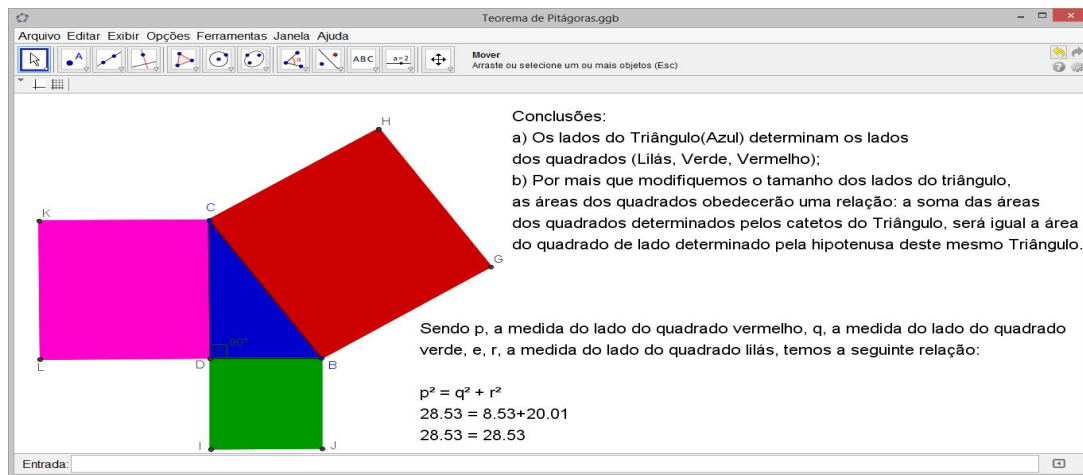 Teorema de Pitágoras.ggb
Arquivo Editar Exibir Opções Ferramentas Janela Ajuda
A
ABC
a=2
Mover
Arraste ou selecione um ou mais objetos (Esc)
Conclusões:
a) Os lados do Triângulo(Azul) determinam os lados
dos quadrados (Lilás, Verde, Vermelho);
b) Por mais que modifiquemos o tamanho dos lados do triângulo,
as áreas dos quadrados obedecerão uma relação: a soma das áreas
dos quadrados determinados pelos catetos do Triângulo, será igual a área
do quadrado de lado determinado pela hipotenusa deste mesmo Triângulo.
H
K
C
G
90°
L
D
B
I
J
Sendo p, a medida do lado do quadrado vermelho, q, a medida do lado do quadrado
verde, e, r, a medida do lado do quadrado lilás, temos a seguinte relação:
p² = q² + r²
28.53 = 8.53+20.01
28.53 = 28.53
Entrada: